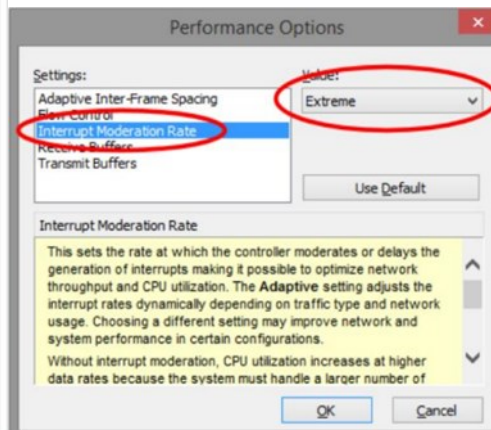 Performance Options
Settings:
Value:
Adaptive Inter-Frame Spacing
Flow Control
Interrupt Moderation Rate
Receive Buffers
Transmit Buffers
Extreme
Use Default
Interrupt Moderation Rate
This sets the rate at which the controller moderates or delays the
generation of interrupts making it possible to optimize network
throughput and CPU utilization. The Adaptive setting adjusts the
interrupt rates dynamically depending on traffic type and network
usage. Choosing a different setting may improve network and
system performance in certain configurations.
Without interrupt moderation, CPU utilization increases at higher
data rates because the system must handle a larger number of
OK
Cancel